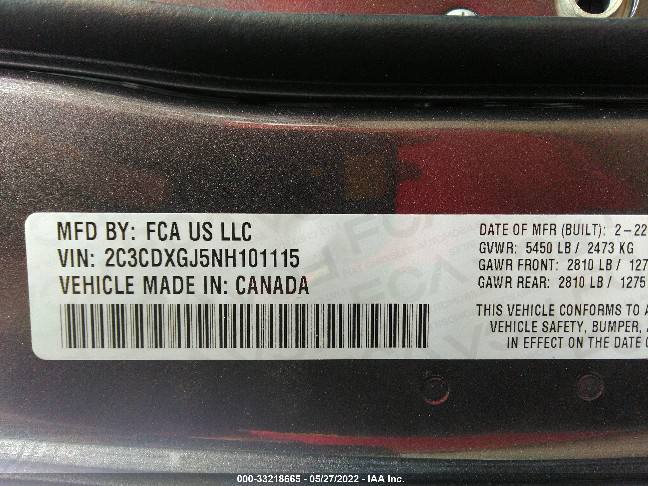 MFD BY: FCA US LLC
VIN: 2C3CDXGJ5NH101115
VEHICLE MADE IN: CANADA
DATE OF MFR (BUILT): 2-22
GVWR: 5450 LB / 2473 KG
GAWR FRONT: 2810 LB / 127
GAWR REAR: 2810 LB / 1275
THIS VEHICLE CONFORMS TO A
VEHICLE SAFETY, BUMPER, A
IN EFFECT ON THE DATE
000-33218665 - 05/27/2022 - IAA Inc.